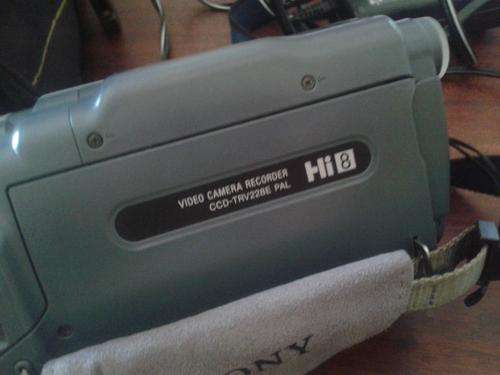 VIDEO CAMERA RECORDER
CCD-TRV228E PAL
Hi8
ONY